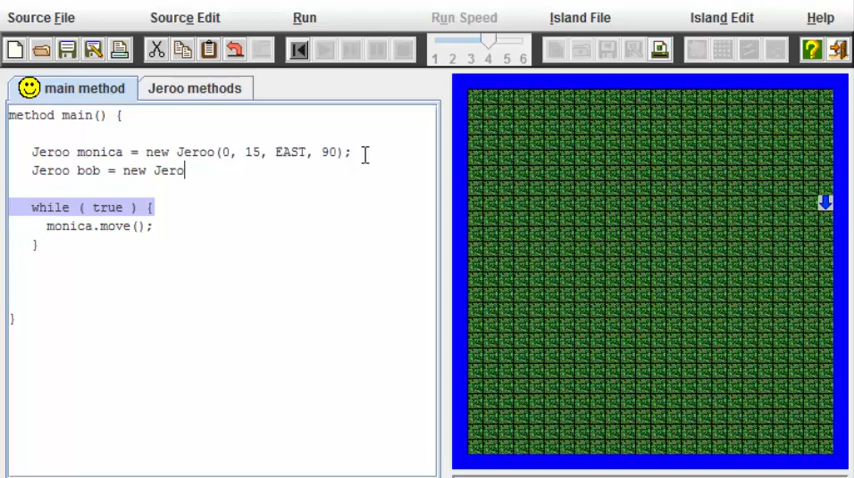 Source File Source Edit Run Run Speed Island File Island Edit Help
1 2 3 4 5 6
main method Jeroo methods
method main() {
Jeroo monica = new Jeroo(0, 15, EAST, 90);
Jeroo bob = new Jero
while ( true ) {
monica.move();
}
}